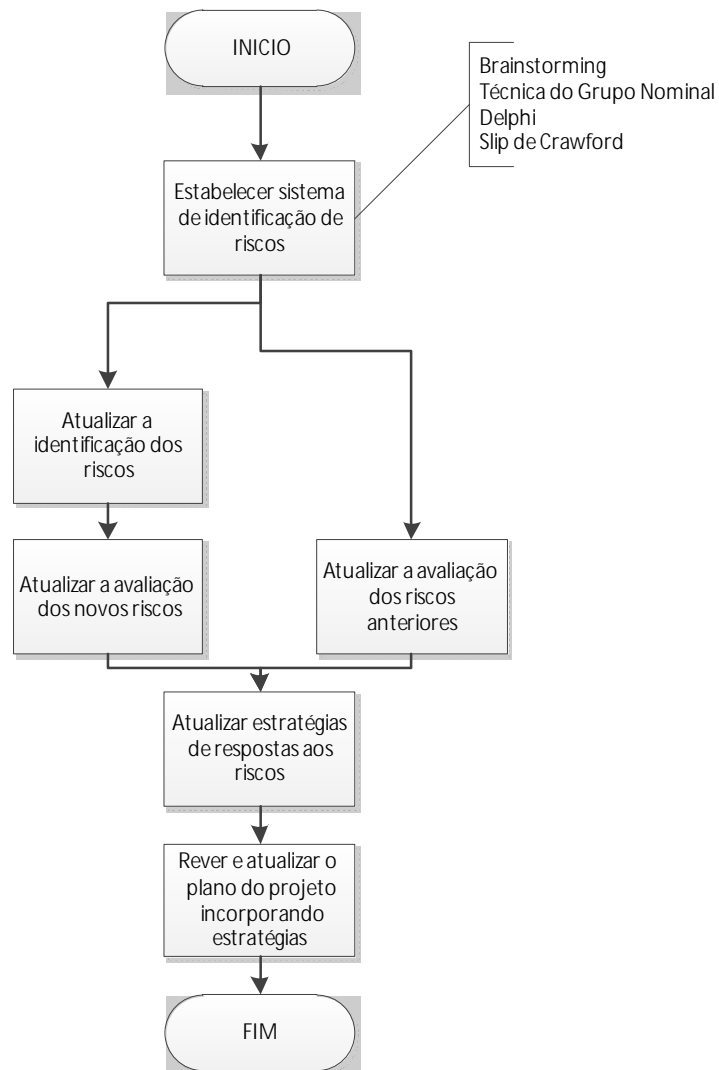 INICIO
Brainstorming
Técnica do Grupo Nominal
Delphi
Slip de Crawford
Estabelecer sistema
de identificação de
riscos
Atualizar a
identificação dos
riscos
Atualizar a avaliação
dos novos riscos
Atualizar a avaliação
dos riscos
anteriores
Atualizar estratégias
de respostas aos
riscos
Rever e atualizar o
plano do projeto
incorporando
estratégias
FIM